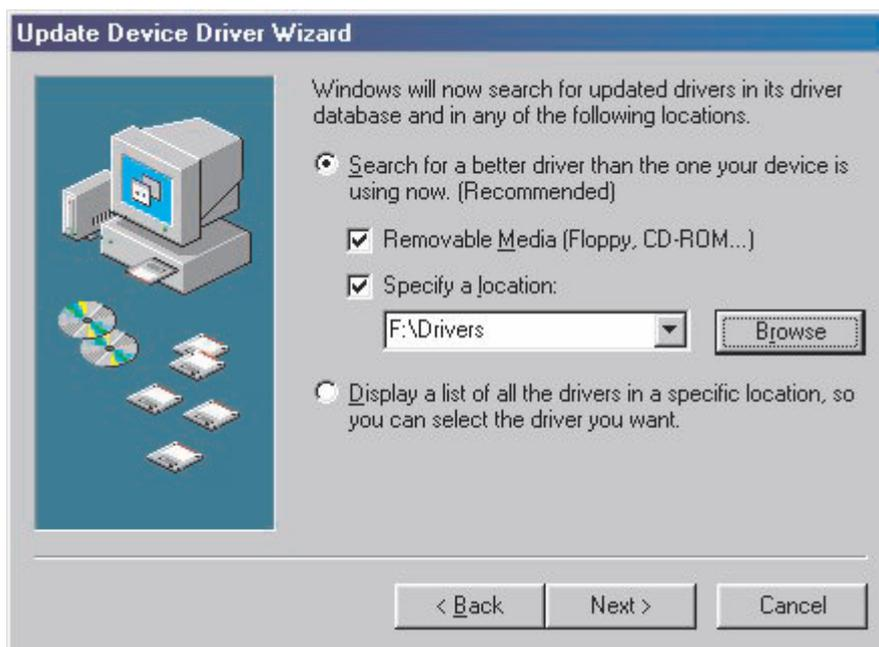 Update Device Driver Wizard
Windows will now search for updated drivers in its driver
database and in any of the following locations.
Search for a better driver than the one your device is
using now. (Recommended)
Removable Media (Floppy, CD-ROM...)
Specify a location:
F:\Drivers
Browse
Display a list of all the drivers in a specific location, so
you can select the driver you want.
< Back
Next >
Cancel